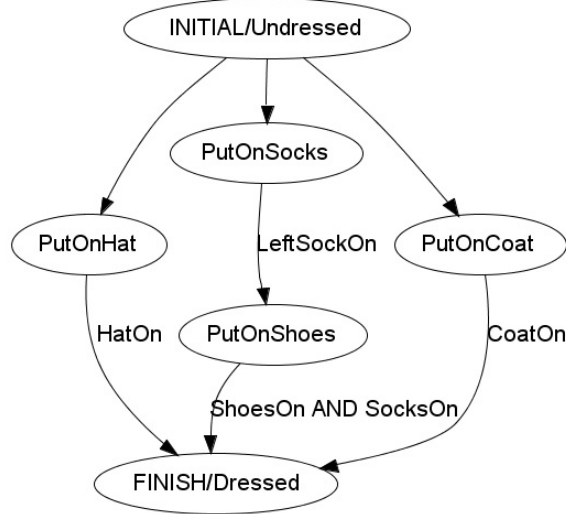 INITIAL/Undressed
PutOnSocks
PutOnHat
LeftSockOn
PutOnCoat
HatOn
PutOnShoes
CoatOn
ShoesOn AND SocksOn
FINISH/Dressed